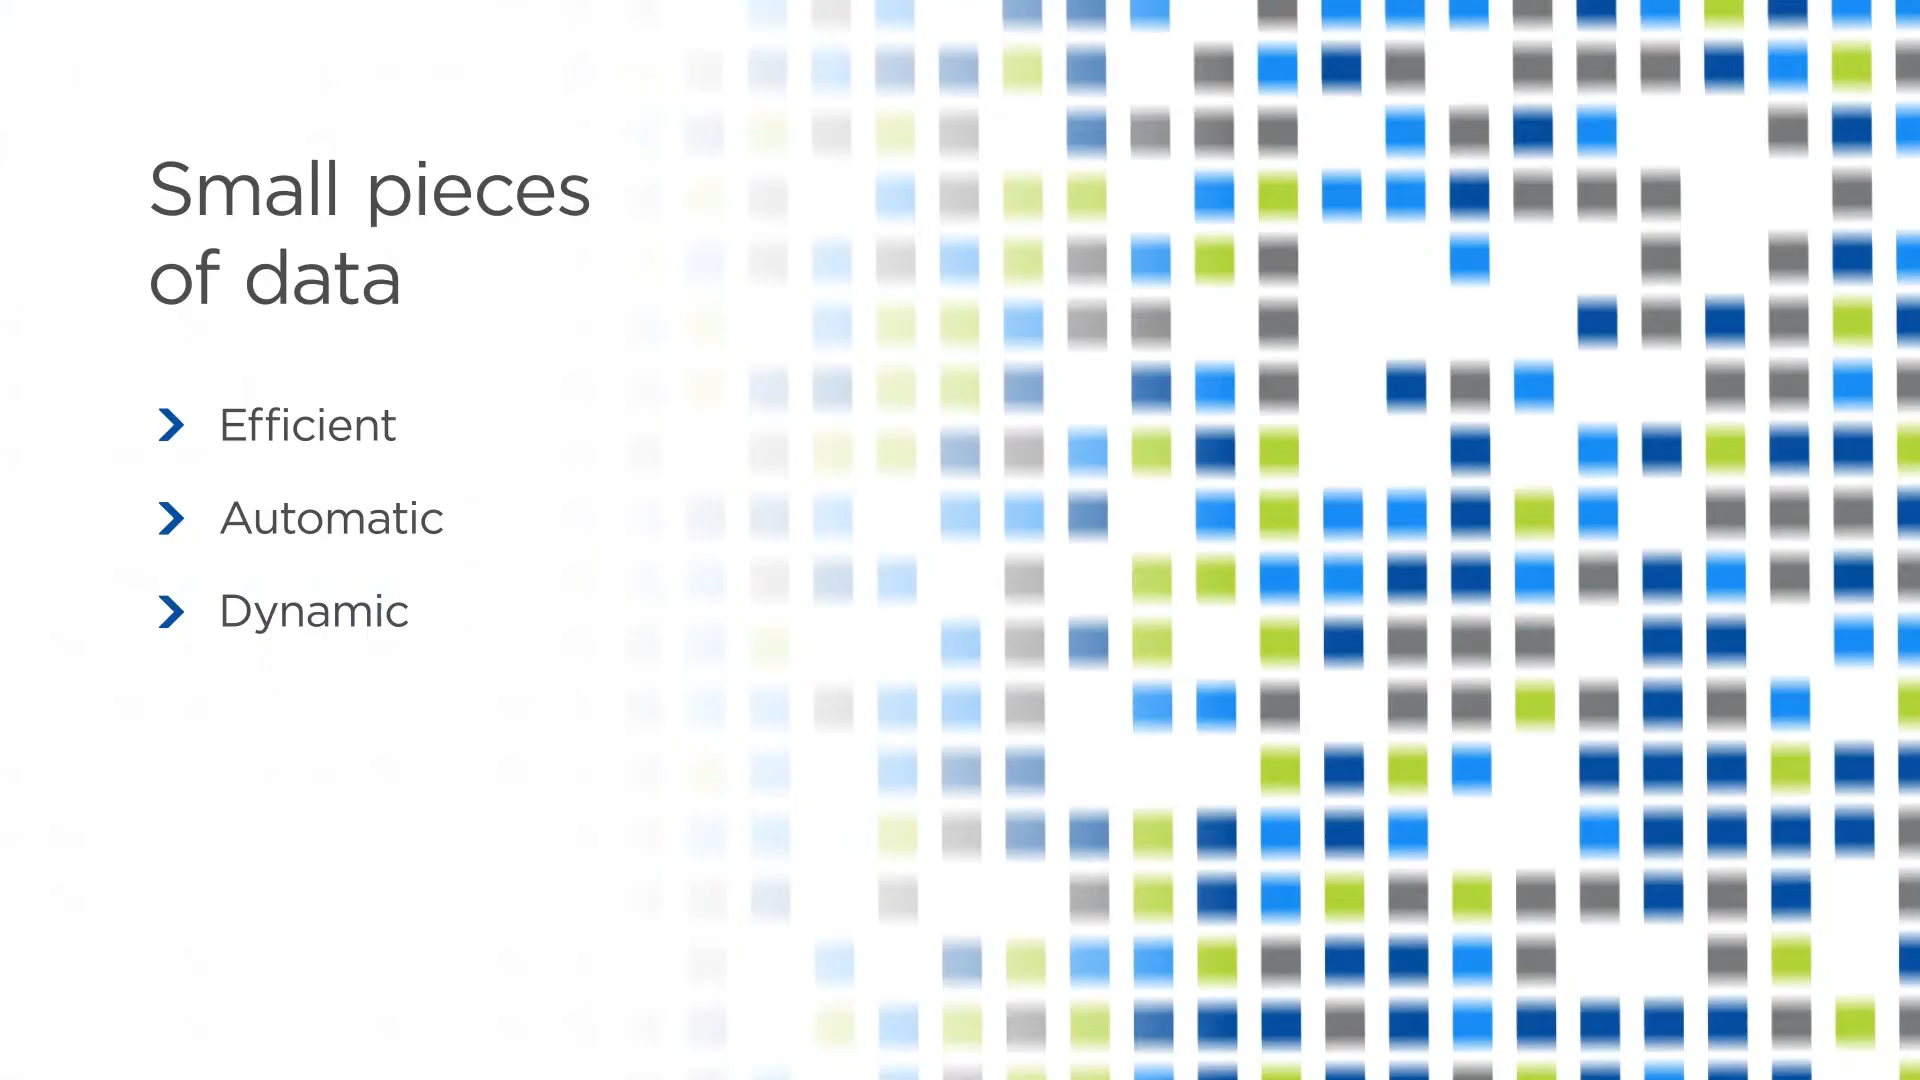 Small pieces
of data
Efficient
Automatic
Dynamic